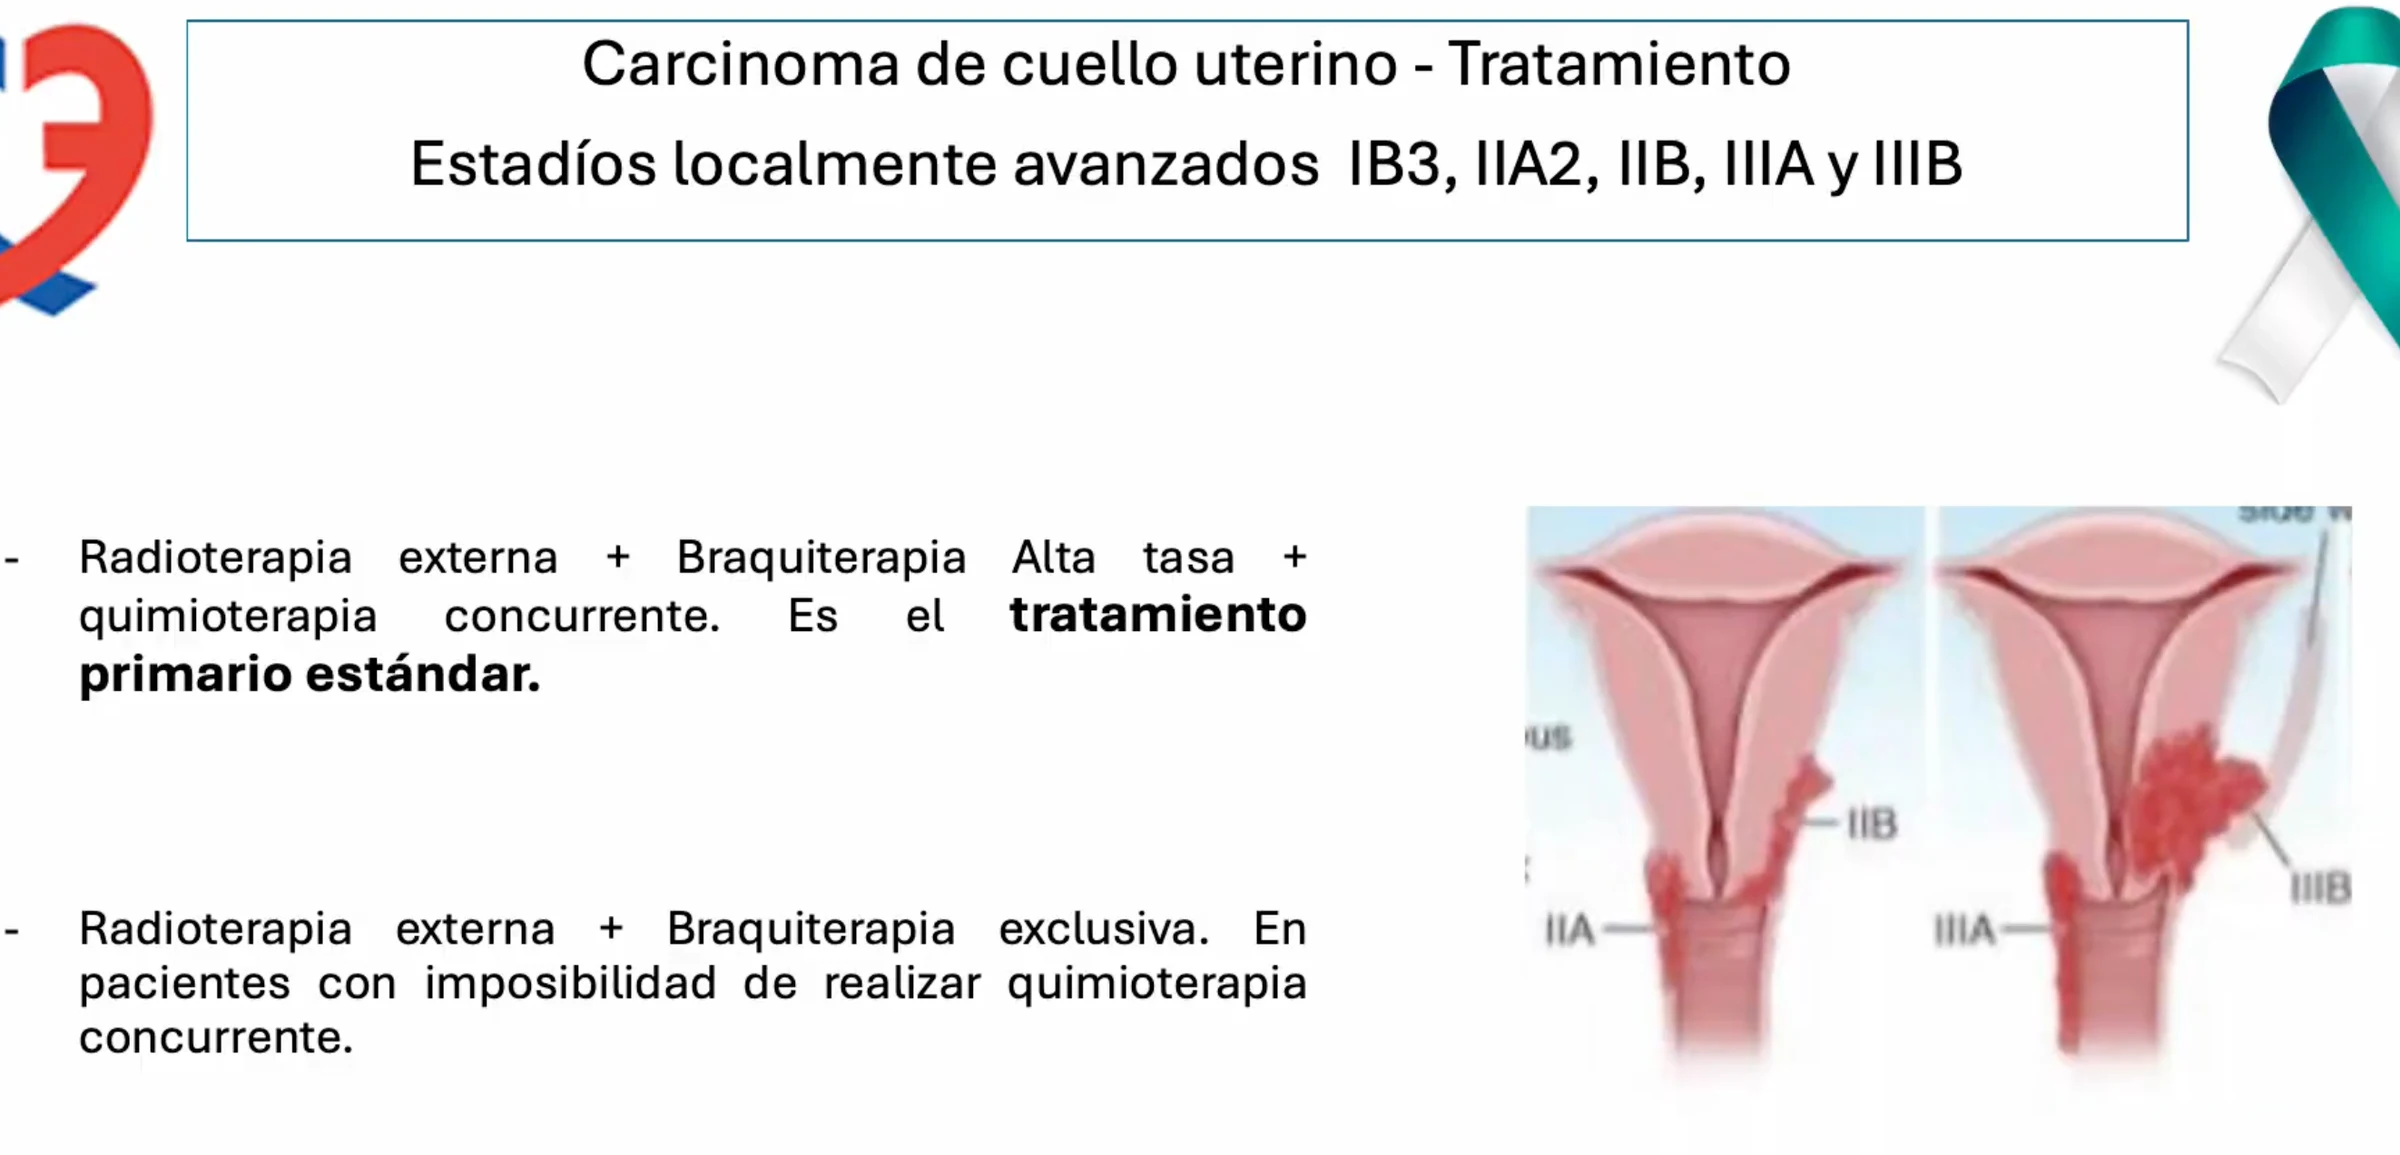 Carcinoma de cuello uterino - Tratamiento
Estadíos localmente avanzados IB3, IIA2, IIB, IIIA y IIIB
- Radioterapia externa + Braquiterapia Alta tasa +
quimioterapia concurrente. Es el tratamiento
primario estándar.
- Radioterapia externa + Braquiterapia exclusiva. En
pacientes con imposibilidad de realizar quimioterapia
concurrente.
IIB
IIA
IIIB
IIIA